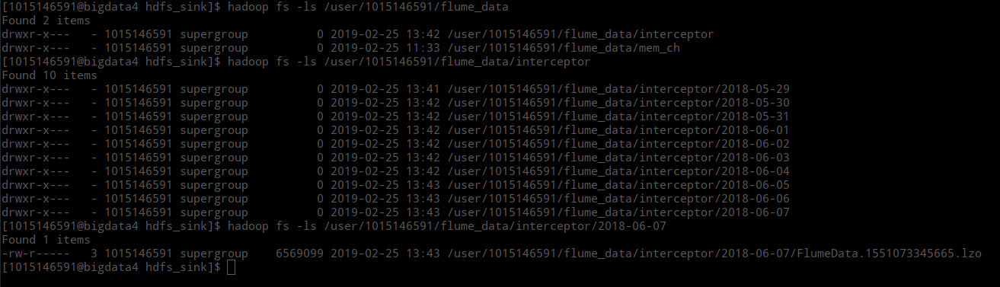 [1015146591@bigdata4 hdfs_sink]$ hadoop fs -ls /user/1015146591/flume_data
Found 2 items
drwxr-x---   - 1015146591 supergroup          0 2019-02-25 13:42 /user/1015146591/flume_data/interceptor
drwxr-x---   - 1015146591 supergroup          0 2019-02-25 11:33 /user/1015146591/flume_data/mem_ch
[1015146591@bigdata4 hdfs_sink]$ hadoop fs -ls /user/1015146591/flume_data/interceptor
Found 10 items
drwxr-x---   - 1015146591 supergroup          0 2019-02-25 13:41 /user/1015146591/flume_data/interceptor/2018-05-29
drwxr-x---   - 1015146591 supergroup          0 2019-02-25 13:42 /user/1015146591/flume_data/interceptor/2018-05-30
drwxr-x---   - 1015146591 supergroup          0 2019-02-25 13:42 /user/1015146591/flume_data/interceptor/2018-05-31
drwxr-x---   - 1015146591 supergroup          0 2019-02-25 13:42 /user/1015146591/flume_data/interceptor/2018-06-01
drwxr-x---   - 1015146591 supergroup          0 2019-02-25 13:42 /user/1015146591/flume_data/interceptor/2018-06-02
drwxr-x---   - 1015146591 supergroup          0 2019-02-25 13:42 /user/1015146591/flume_data/interceptor/2018-06-03
drwxr-x---   - 1015146591 supergroup          0 2019-02-25 13:42 /user/1015146591/flume_data/interceptor/2018-06-04
drwxr-x---   - 1015146591 supergroup          0 2019-02-25 13:43 /user/1015146591/flume_data/interceptor/2018-06-05
drwxr-x---   - 1015146591 supergroup          0 2019-02-25 13:43 /user/1015146591/flume_data/interceptor/2018-06-06
drwxr-x---   - 1015146591 supergroup          0 2019-02-25 13:43 /user/1015146591/flume_data/interceptor/2018-06-07
[1015146591@bigdata4 hdfs_sink]$ hadoop fs -ls /user/1015146591/flume_data/interceptor/2018-06-07
Found 1 items
-rw-r-----   3 1015146591 supergroup    6569099 2019-02-25 13:43 /user/1015146591/flume_data/interceptor/2018-06-07/FlumeData.1551073345665.lzo
[1015146591@bigdata4 hdfs_sink]$